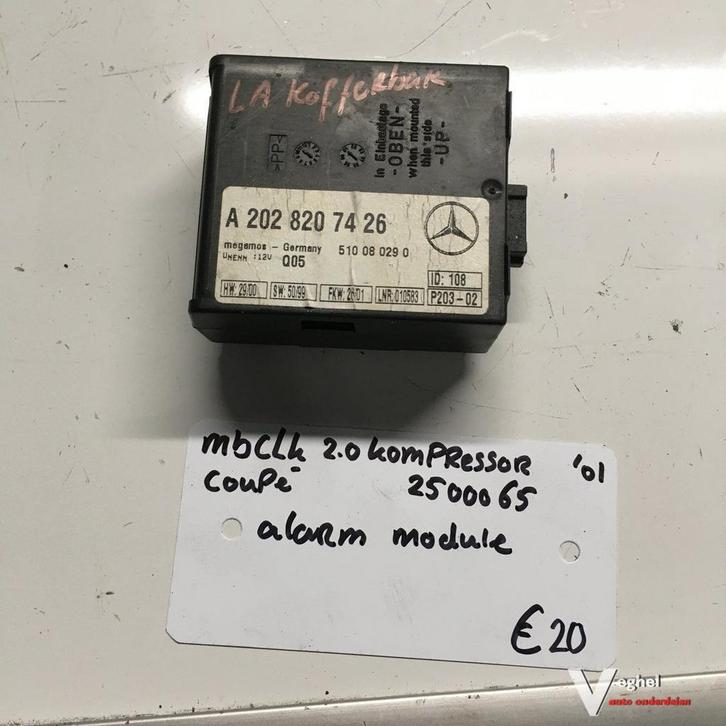 LA Kofferbak
>PP<
in Einbaulage
-OBEN-
when mounted
this side
-UP-
A 202 820 74 26
megamos - Germany 510 08 029 0
UNENN :12V Q05
ID: 108
HW: 29/00 SW: 50/99 FKW: 26/01 LNR: 010583 P203-02
mbClk 2.0 komPRessor '01
CouPé 2500065
alarm module
€20
Veghel
auto onderdelen